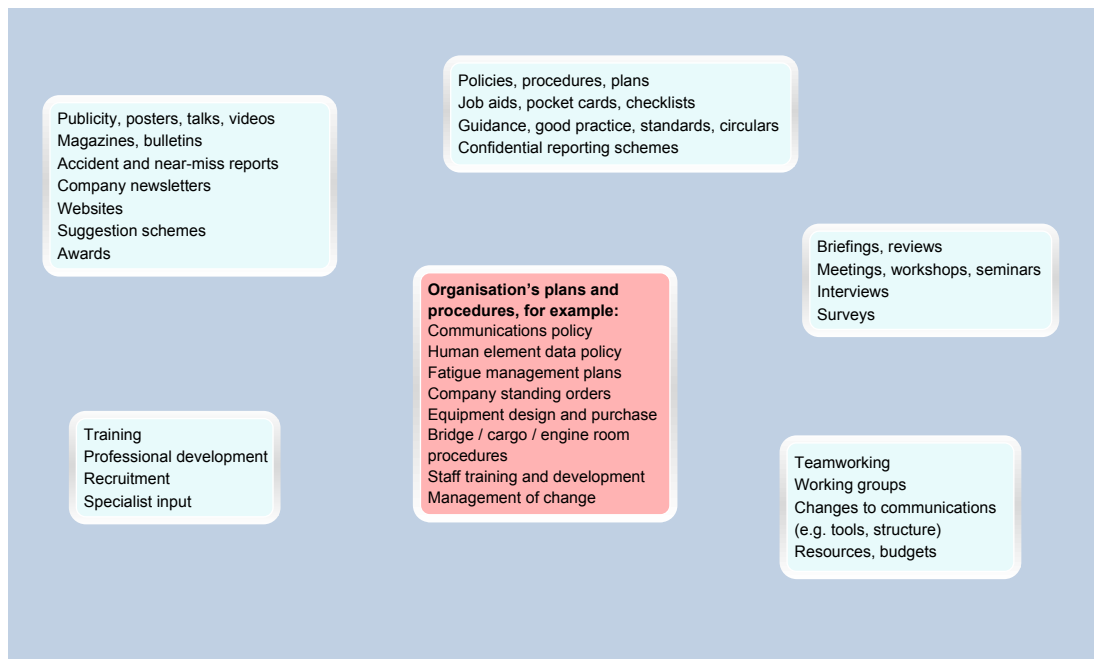 Policies, procedures, plans
Job aids, pocket cards, checklists
Guidance, good practice, standards, circulars
Confidential reporting schemes
Publicity, posters, talks, videos
Magazines, bulletins
Accident and near-miss reports
Company newsletters
Websites
Suggestion schemes
Awards
Briefings, reviews
Meetings, workshops, seminars
Interviews
Surveys
Organisation’s plans and
procedures, for example:
Communications policy
Human element data policy
Fatigue management plans
Company standing orders
Equipment design and purchase
Bridge / cargo / engine room
procedures
Staff training and development
Management of change
Training
Professional development
Recruitment
Specialist input
Teamworking
Working groups
Changes to communications
(e.g. tools, structure)
Resources, budgets